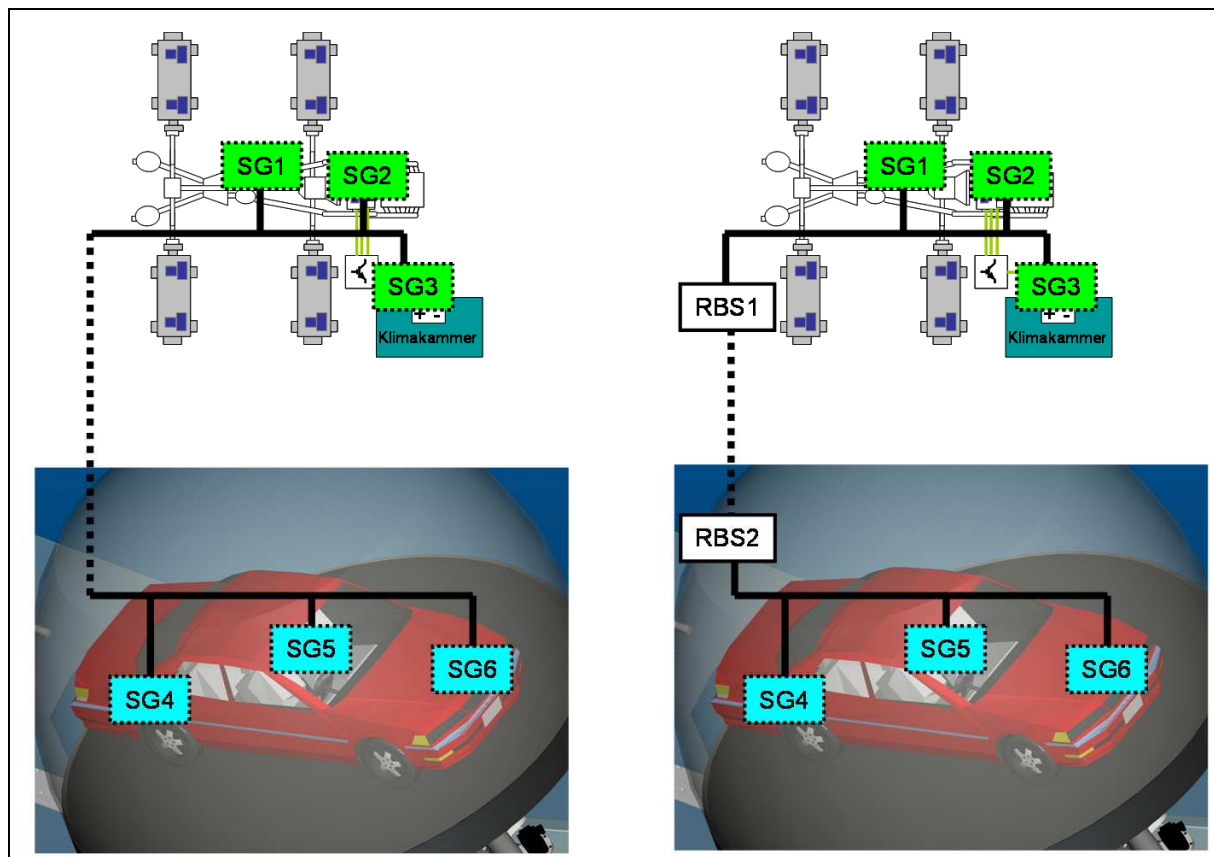 SG1
SG2
SG3
+ -
Klimakammer
SG4
SG5
SG6
SG1
SG2
SG3
+ -
Klimakammer
RBS1
RBS2
SG4
SG5
SG6